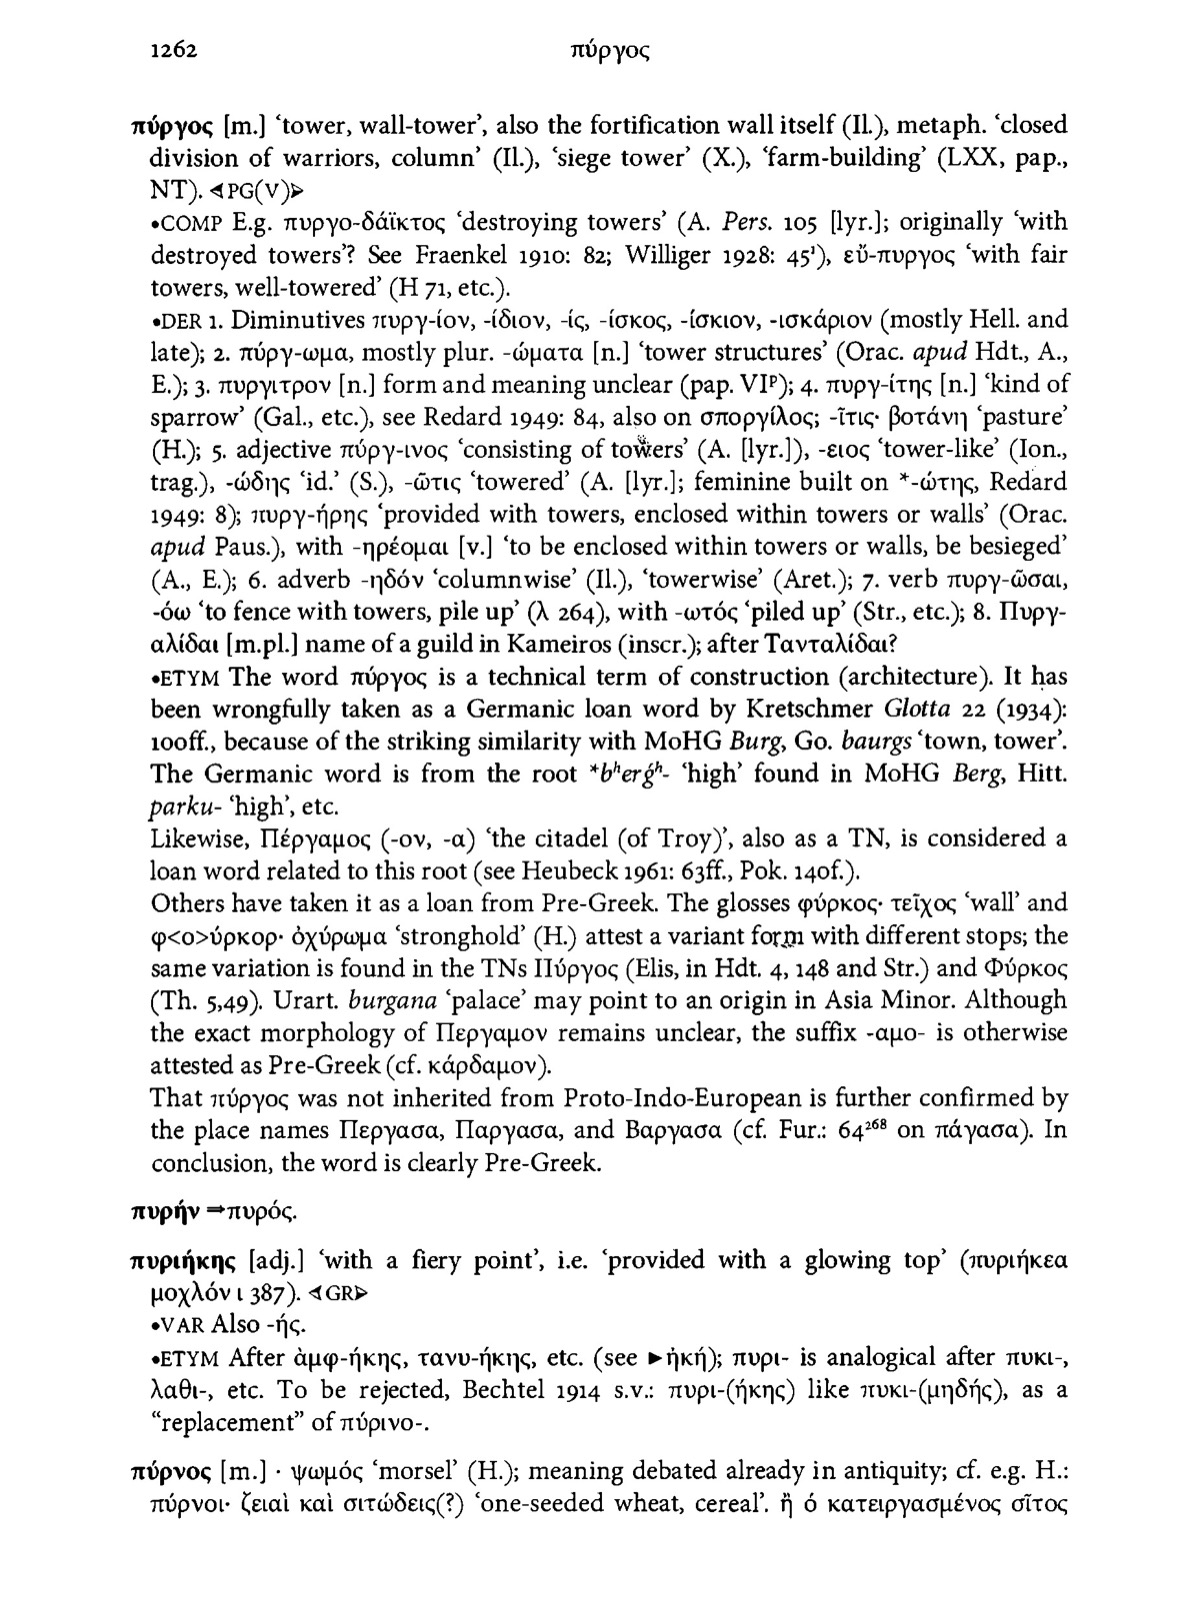 1262 πύργος
πύργος [m.] ‘tower, wall-tower’, also the fortification wall itself (Il.), metaph. ‘closed
division of warriors, column’ (Il.), ‘siege tower’ (X.), ‘farm-building’ (LXX, pap.,
NT). ⊲PG(V)⊳
•COMP E.g. πυργο-δάϊκτος ‘destroying towers’ (A. Pers. 105 [lyr.]; originally ‘with
destroyed towers’? See Fraenkel 1910: 82; Williger 1928: 45¹), εὔ-πυργος ‘with fair
towers, well-towered’ (Η 71, etc.).
•DER 1. Diminutives πυργ-ίον, -ίδιον, -ίς, -ίσκος, -ίσκιον, -ισκάριον (mostly Hell. and
late); 2. πύργ-ωμα, mostly plur. -ώματα [n.] ‘tower structures’ (Orac. apud Hdt., A.,
E.); 3. πυργιτρον [n.] form and meaning unclear (pap. VIᵖ); 4. πυργ-ίτης [n.] ‘kind of
sparrow’ (Gal., etc.), see Redard 1949: 84, also on σποργίλος; -ῖτις· βοτάνη ‘pasture’
(H.); 5. adjective πύργ-ινος ‘consisting of towers’ (A. [lyr.]), -ειος ‘tower-like’ (Ion.,
trag.), -ώδης ‘id.’ (S.), -ῶτις ‘towered’ (A. [lyr.]; feminine built on *-ώτης, Redard
1949: 8); πυργ-ήρης ‘provided with towers, enclosed within towers or walls’ (Orac.
apud Paus.), with -ηρέομαι [v.] ‘to be enclosed within towers or walls, be besieged’
(A., E.); 6. adverb -ηδόν ‘columnwise’ (Il.), ‘towerwise’ (Aret.); 7. verb πυργ-ῶσαι,
-όω ‘to fence with towers, pile up’ (λ 264), with -ωτός ‘piled up’ (Str., etc.); 8. Πυργ-
αλίδαι [m.pl.] name of a guild in Kameiros (inscr.); after Τανταλίδαι?
•ETYM The word πύργος is a technical term of construction (architecture). It has
been wrongfully taken as a Germanic loan word by Kretschmer Glotta 22 (1934):
100ff., because of the striking similarity with MoHG Burg, Go. baurgs ‘town, tower’.
The Germanic word is from the root *bʰerǵʰ- ‘high’ found in MoHG Berg, Hitt.
parku- ‘high’, etc.
Likewise, Πέργαμος (-ον, -α) ‘the citadel (of Troy)’, also as a TN, is considered a
loan word related to this root (see Heubeck 1961: 63ff., Pok. 140f.).
Others have taken it as a loan from Pre-Greek. The glosses φύρκος· τεῖχος ‘wall’ and
φ<ο>ύρκορ· ὀχύρωμα ‘stronghold’ (H.) attest a variant form with different stops; the
same variation is found in the TNs Πύργος (Elis, in Hdt. 4, 148 and Str.) and Φύρκος
(Th. 5,49). Urart. burgana ‘palace’ may point to an origin in Asia Minor. Although
the exact morphology of Περγαμον remains unclear, the suffix -αμο- is otherwise
attested as Pre-Greek (cf. κάρδαμον).
That πύργος was not inherited from Proto-Indo-European is further confirmed by
the place names Περγασα, Παργασα, and Βαργασα (cf. Fur.: 64²⁶⁸ on πάγασα). In
conclusion, the word is clearly Pre-Greek.
πυρήν ⇒πυρός.
πυριήκης [adj.] ‘with a fiery point’, i.e. ‘provided with a glowing top’ (πυριήκεα
μοχλόν ι 387). ⊲GR⊳
•VAR Also -ής.
•ETYM After ἀμφ-ήκης, τανυ-ήκης, etc. (see ►ἠκή); πυρι- is analogical after πυκι-,
λαθι-, etc. To be rejected, Bechtel 1914 s.v.: πυρι-(ήκης) like πυκι-(μηδής), as a
“replacement” of πύρινο-.
πύρνος [m.] · ψωμός ‘morsel’ (H.); meaning debated already in antiquity; cf. e.g. H.:
πύρνοι· ζειαὶ καὶ σιτώδεις(?) ‘one-seeded wheat, cereal’. ἢ ὁ κατειργασμένος σῖτος